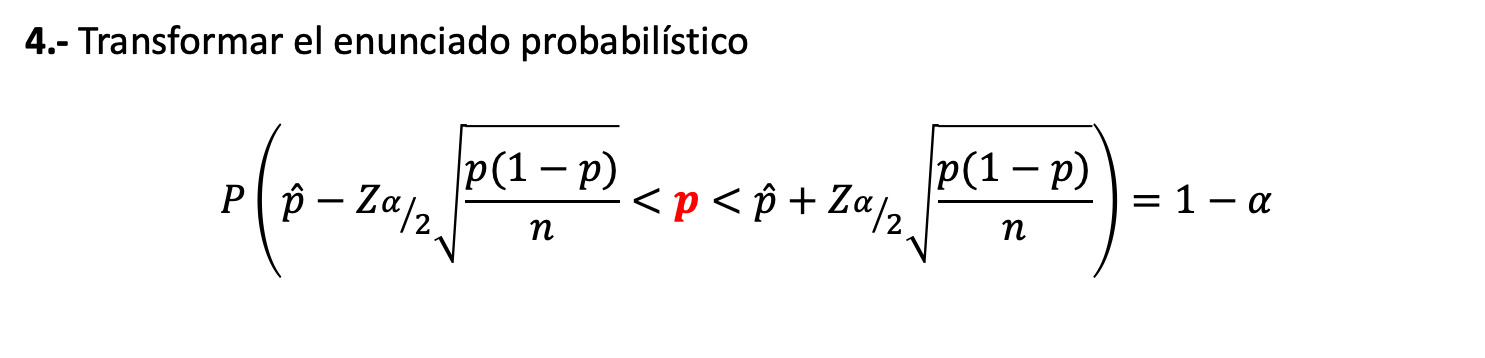 4.- Transformar el enunciado probabilístico
P(p̂ − Zα/2 √(p(1 − p)/n) < p < p̂ + Zα/2 √(p(1 − p)/n)) = 1 − α